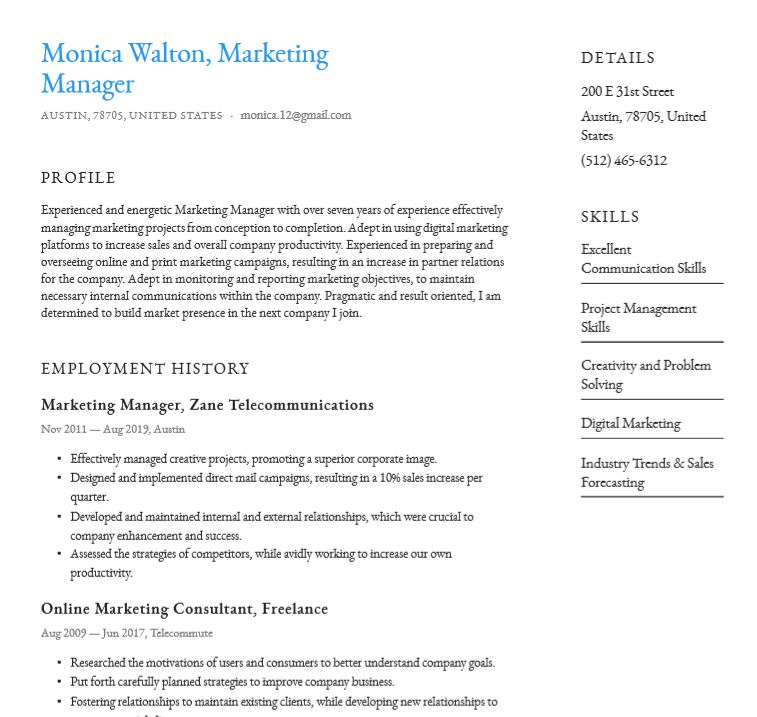 Monica Walton, Marketing
Manager
AUSTIN, 78705, UNITED STATES · monica.12@gmail.com
PROFILE
Experienced and energetic Marketing Manager with over seven years of experience effectively
managing marketing projects from conception to completion. Adept in using digital marketing
platforms to increase sales and overall company productivity. Experienced in preparing and
overseeing online and print marketing campaigns, resulting in an increase in partner relations
for the company. Adept in monitoring and reporting marketing objectives, to maintain
necessary internal communications within the company. Pragmatic and result oriented, I am
determined to build market presence in the next company I join.
EMPLOYMENT HISTORY
Marketing Manager, Zane Telecommunications
Nov 2011 — Aug 2019, Austin
• Effectively managed creative projects, promoting a superior corporate image.
• Designed and implemented direct mail campaigns, resulting in a 10% sales increase per
quarter.
• Developed and maintained internal and external relationships, which were crucial to
company enhancement and success.
• Assessed the strategies of competitors, while avidly working to increase our own
productivity.
Online Marketing Consultant, Freelance
Aug 2009 — Jun 2017, Telecommute
• Researched the motivations of users and consumers to better understand company goals.
• Put forth carefully planned strategies to improve company business.
• Fostering relationships to maintain existing clients, while developing new relationships to
DETAILS
200 E 31st Street
Austin, 78705, United
States
(512) 465-6312
SKILLS
Excellent
Communication Skills
Project Management
Skills
Creativity and Problem
Solving
Digital Marketing
Industry Trends & Sales
Forecasting